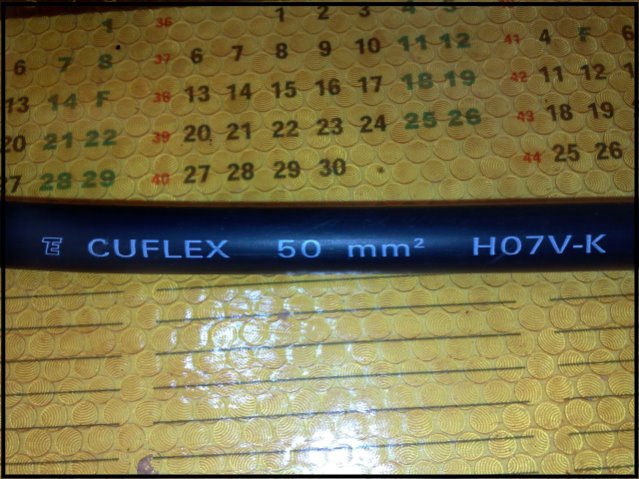 1 36 1 2 3 4 5
6 7 8 37 6 7 8 9 10 11 12 41 4 F 6
13 14 F 38 13 14 15 16 17 18 19 42 11 12
20 21 22 39 20 21 22 23 24 25 26 43 18 19
27 28 29 40 27 28 29 30 44 25 26
E CUFLEX 50 mm² H07V-K